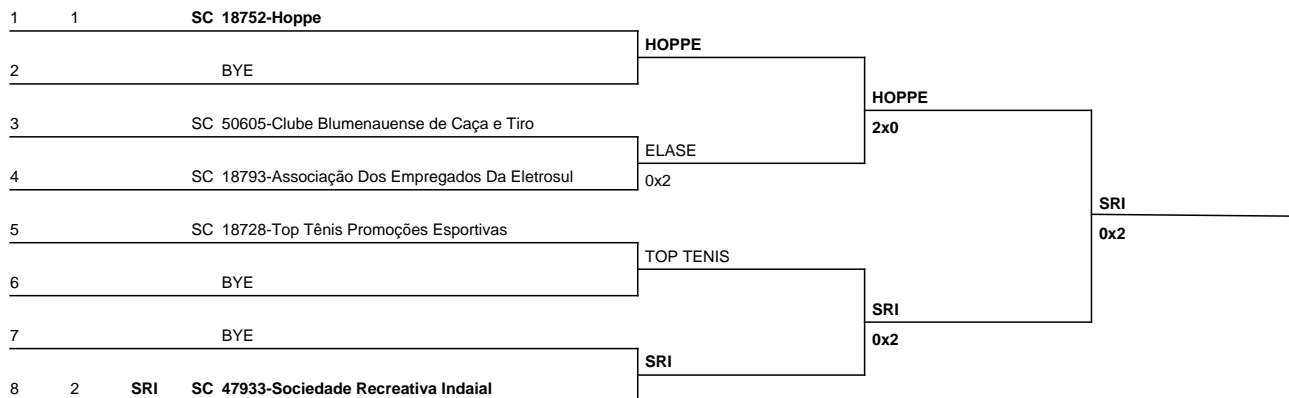 1 1 SC 18752-Hoppe
HOPPE
2 BYE
HOPPE
3 SC 50605-Clube Blumenauense de Caça e Tiro
2x0
ELASE
4 SC 18793-Associação Dos Empregados Da Eletrosul
0x2
SRI
5 SC 18728-Top Tênis Promoções Esportivas
0x2
TOP TENIS
6 BYE
SRI
7 BYE
0x2
SRI
8 2 SRI SC 47933-Sociedade Recreativa Indaial